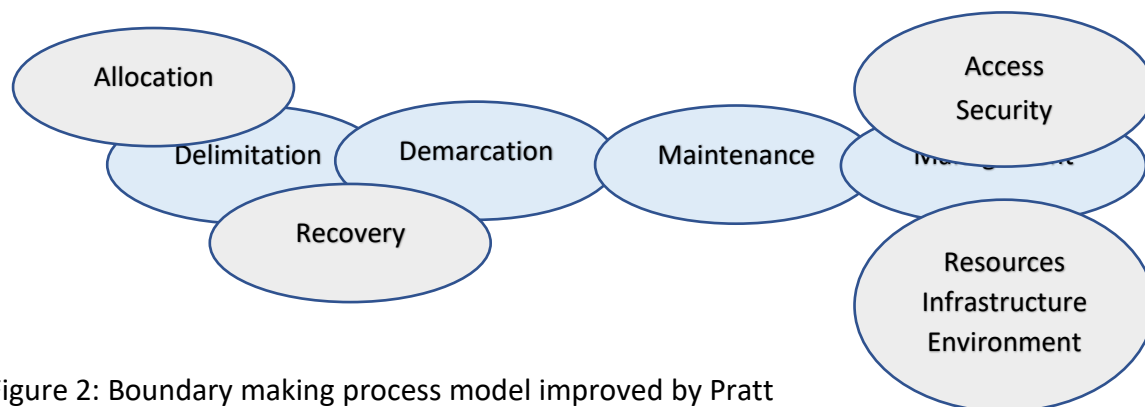 Allocation
Delimitation
Demarcation
Maintenance
Access
Security
Recovery
Resources
Infrastructure
Environment
igure 2: Boundary making process model improved by Pratt